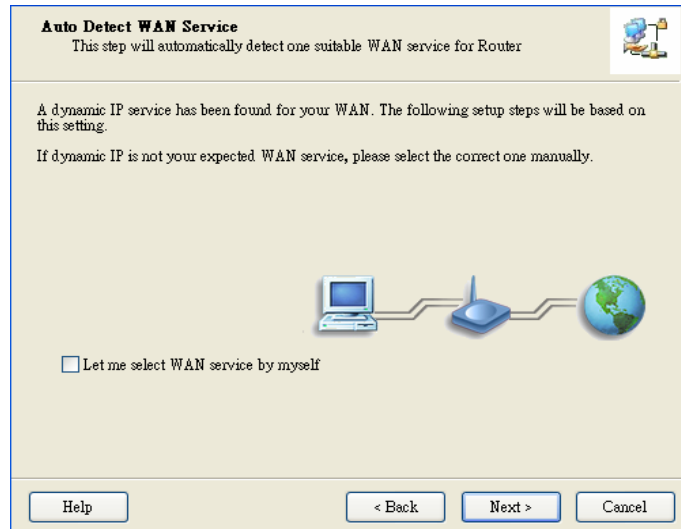 Auto Detect WAN Service
This step will automatically detect one suitable WAN service for Router
A dynamic IP service has been found for your WAN. The following setup steps will be based on
this setting.
If dynamic IP is not your expected WAN service, please select the correct one manually.
Let me select WAN service by myself
Help
< Back
Next >
Cancel